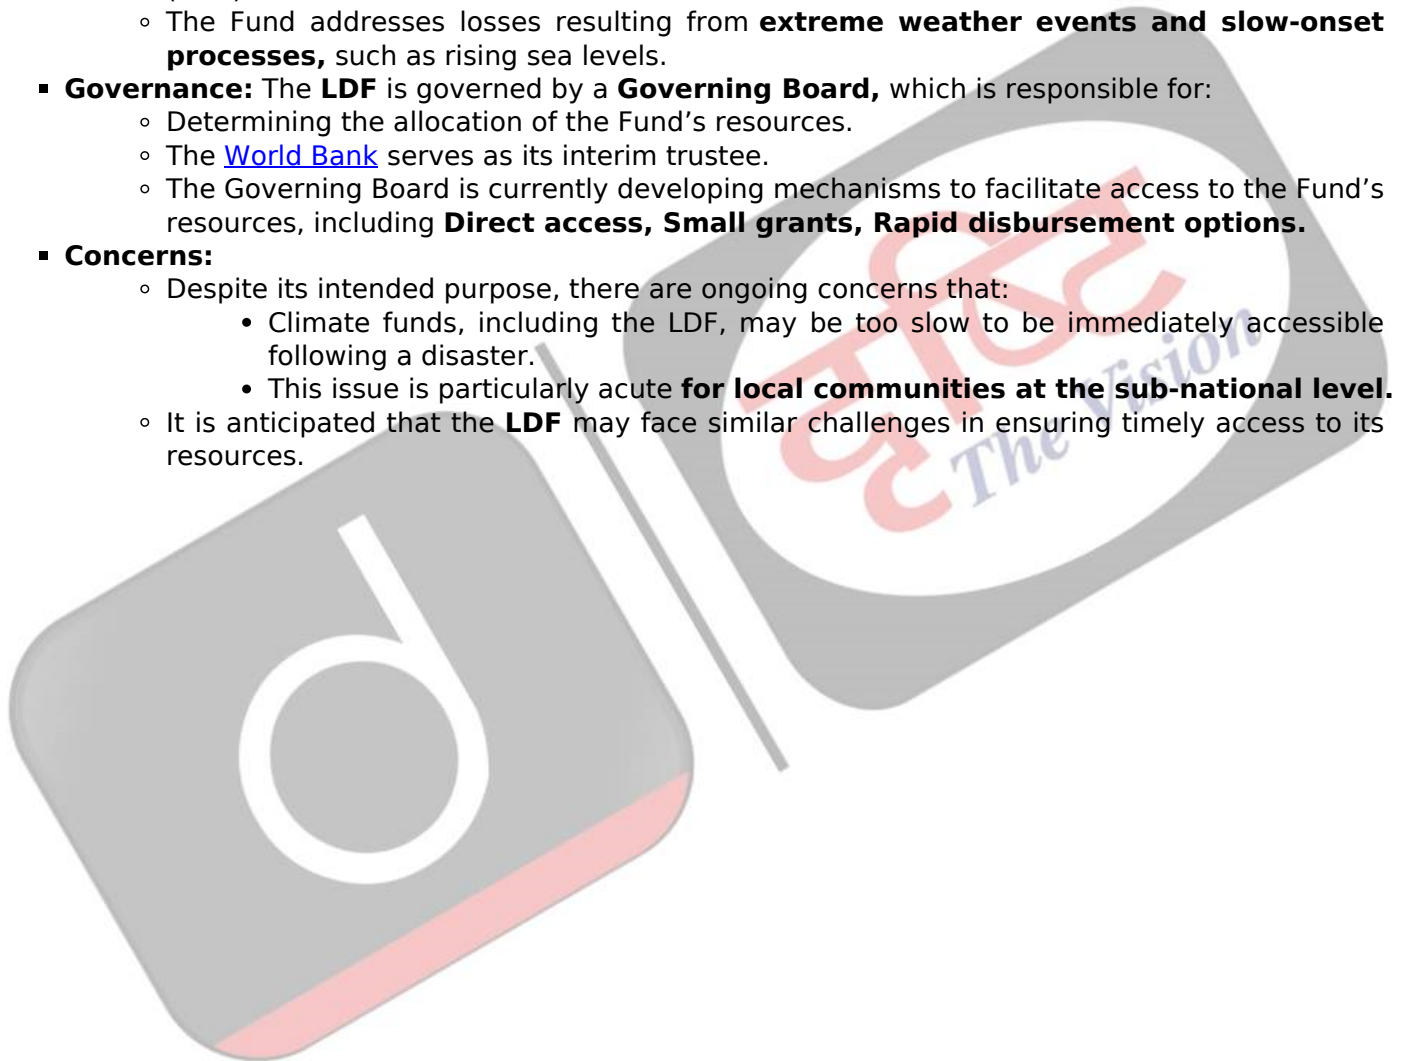 The Fund addresses losses resulting from extreme weather events and slow-onset
processes, such as rising sea levels.
Governance: The LDF is governed by a Governing Board, which is responsible for:
Determining the allocation of the Fund's resources.
The World Bank serves as its interim trustee.
The Governing Board is currently developing mechanisms to facilitate access to the Fund's
resources, including Direct access, Small grants, Rapid disbursement options.
Concerns:
Despite its intended purpose, there are ongoing concerns that:
Climate funds, including the LDF, may be too slow to be immediately accessible
following a disaster.
This issue is particularly acute for local communities at the sub-national level.
It is anticipated that the LDF may face similar challenges in ensuring timely access to its
resources.
दृष्टि
The Vision
d